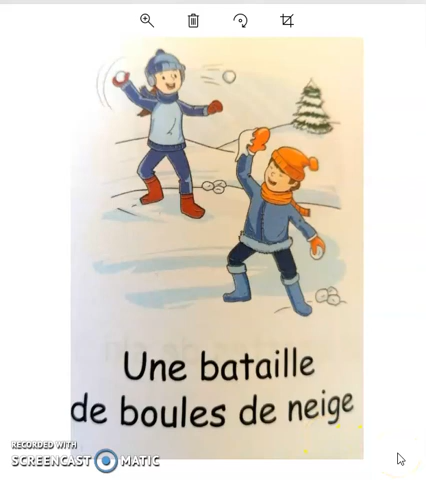 Une bataille
de boules de neige
RECORDED WITH
SCREENCAST MATIC